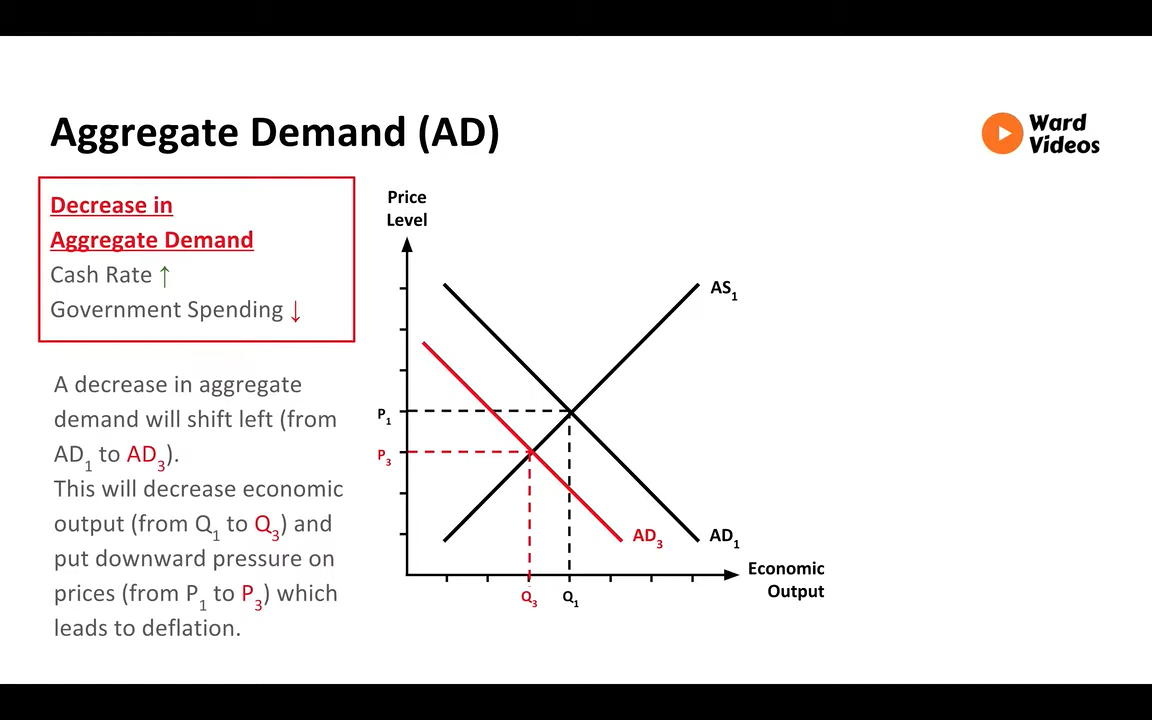 Aggregate Demand (AD)
Ward
Videos
Decrease in
Aggregate Demand
Cash Rate ↑
Government Spending ↓
A decrease in aggregate
demand will shift left (from
AD₁ to AD₃).
This will decrease economic
output (from Q₁ to Q₃) and
put downward pressure on
prices (from P₁ to P₃) which
leads to deflation.
Price
Level
AS₁
P₁
P₃
AD₃
AD₁
Economic
Output
Q₃
Q₁